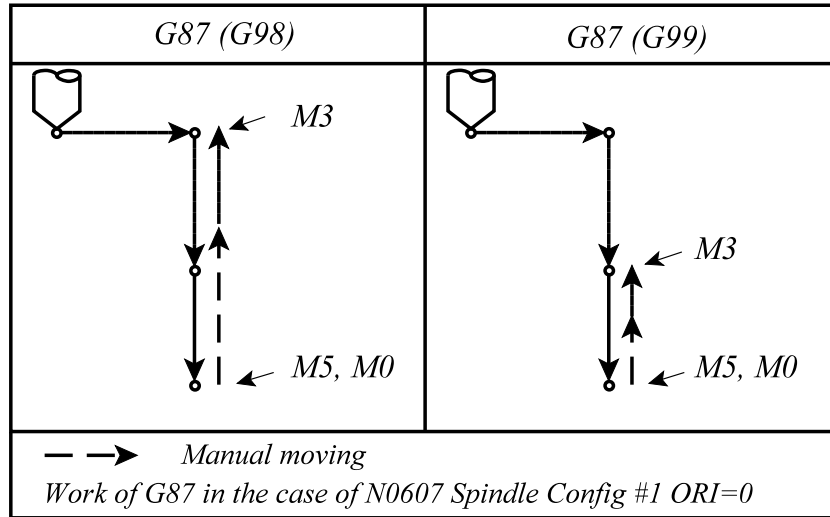 G87 (G98)
G87 (G99)
M3
M5, M0
M3
M5, M0
Manual moving
Work of G87 in the case of N0607 Spindle Config #1 ORI=0